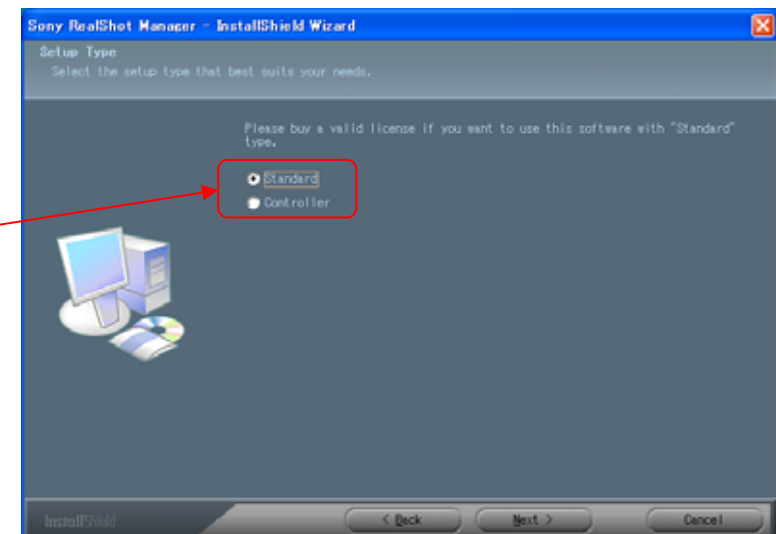 Sony RealShot Manager - InstallShield Wizard
Setup Type
Select the setup type that best suits your needs.
Please buy a valid license if you want to use this software with "Standard"
type.
Standard
Controller
InstallShield
< Back
Next >
Cancel